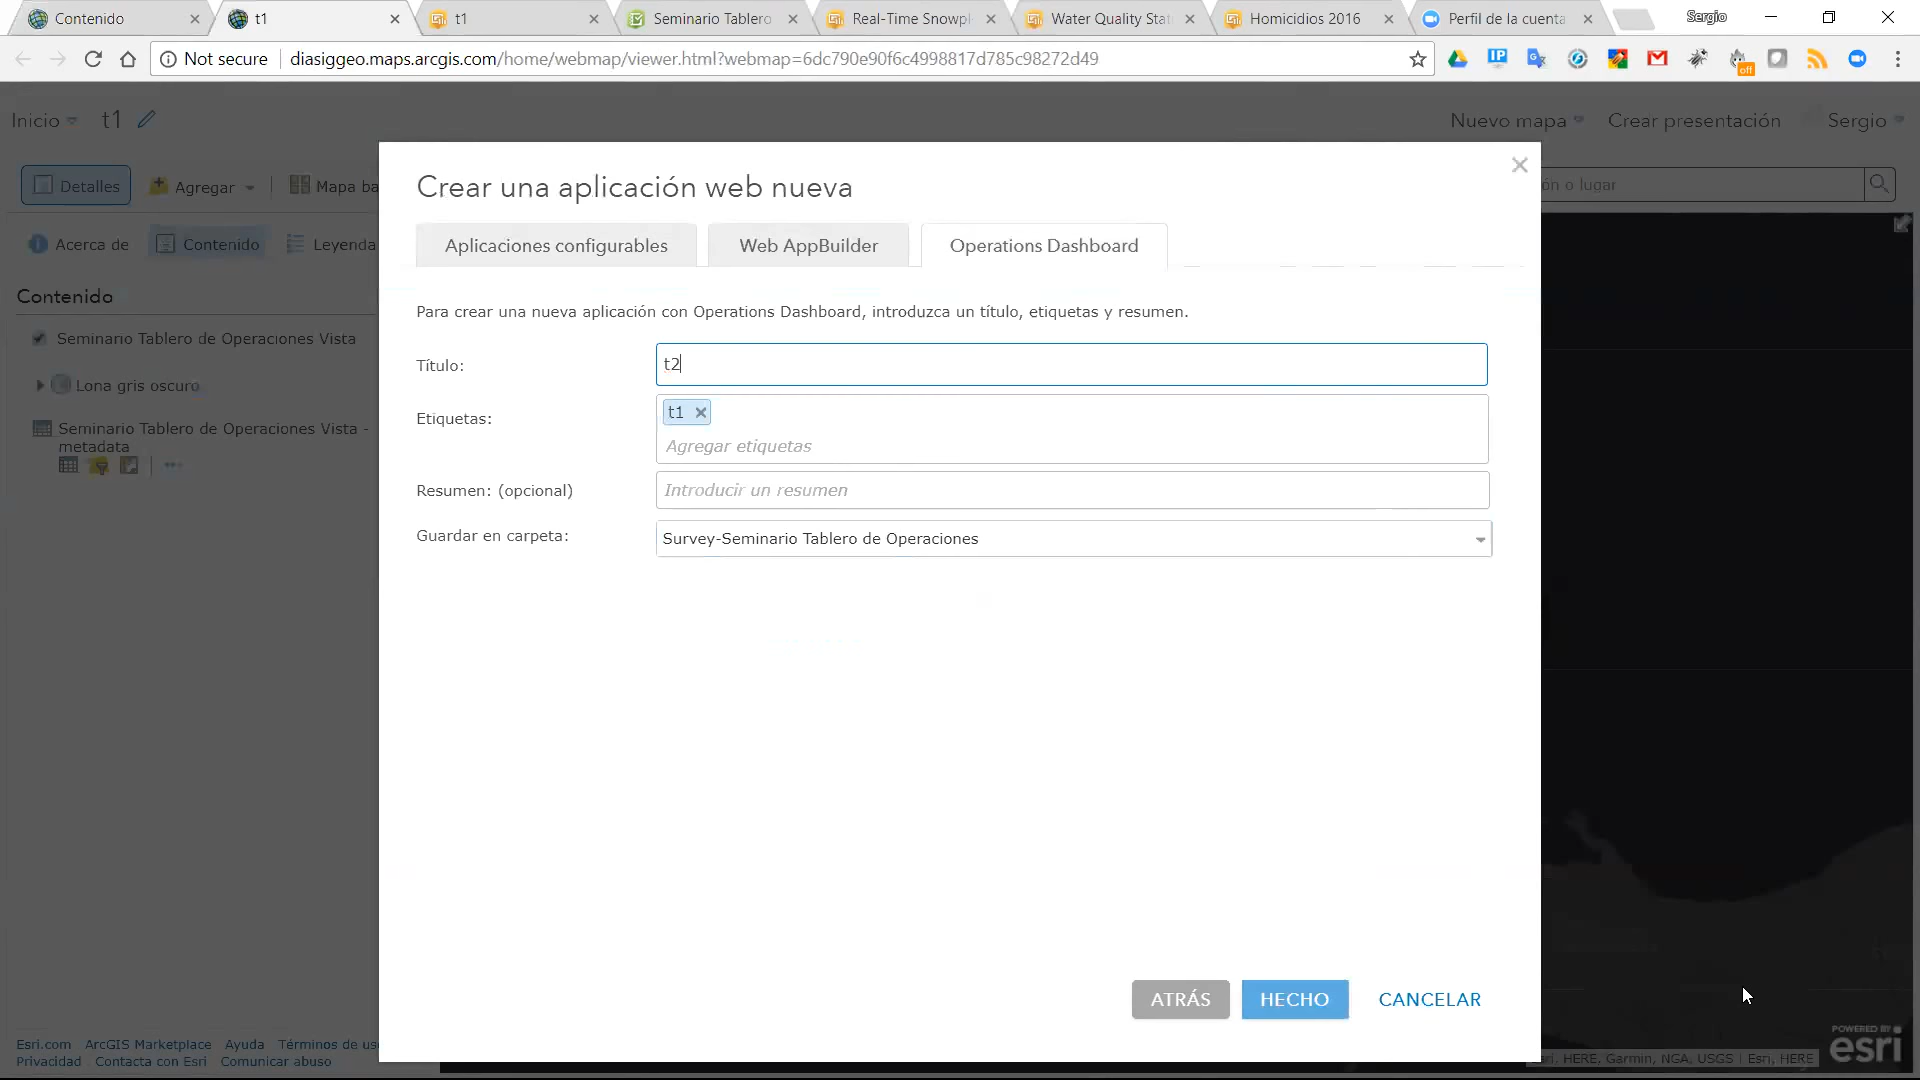 Contenido
t1
t1
Seminario Tablero
Real-Time Snowpl
Water Quality Stat
Homicidios 2016
Perfil de la cuenta
Sergio
Not secure
diasiggeo.maps.arcgis.com/home/webmap/viewer.html?webmap=6dc790e90f6c4998817d785c98272d49
IP
off
Inicio
t1
Nuevo mapa
Crear presentación
Sergio
Detalles
Agregar
Mapa ba
ón o lugar
Acerca de
Contenido
Leyenda
Contenido
Seminario Tablero de Operaciones Vista
Lona gris oscuro
Seminario Tablero de Operaciones Vista -
metadata
Crear una aplicación web nueva
Aplicaciones configurables
Web AppBuilder
Operations Dashboard
Para crear una nueva aplicación con Operations Dashboard, introduzca un título, etiquetas y resumen.
Título:
t2
Etiquetas:
t1
Agregar etiquetas
Resumen: (opcional)
Introducir un resumen
Guardar en carpeta:
Survey-Seminario Tablero de Operaciones
ATRÁS
HECHO
CANCELAR
Esri.com
ArcGIS Marketplace
Ayuda
Términos de uso
Privacidad
Contacta con Esri
Comunicar abuso
POWERED BY
esri
HERE, Garmin, NGA, USGS | Esri, HERE